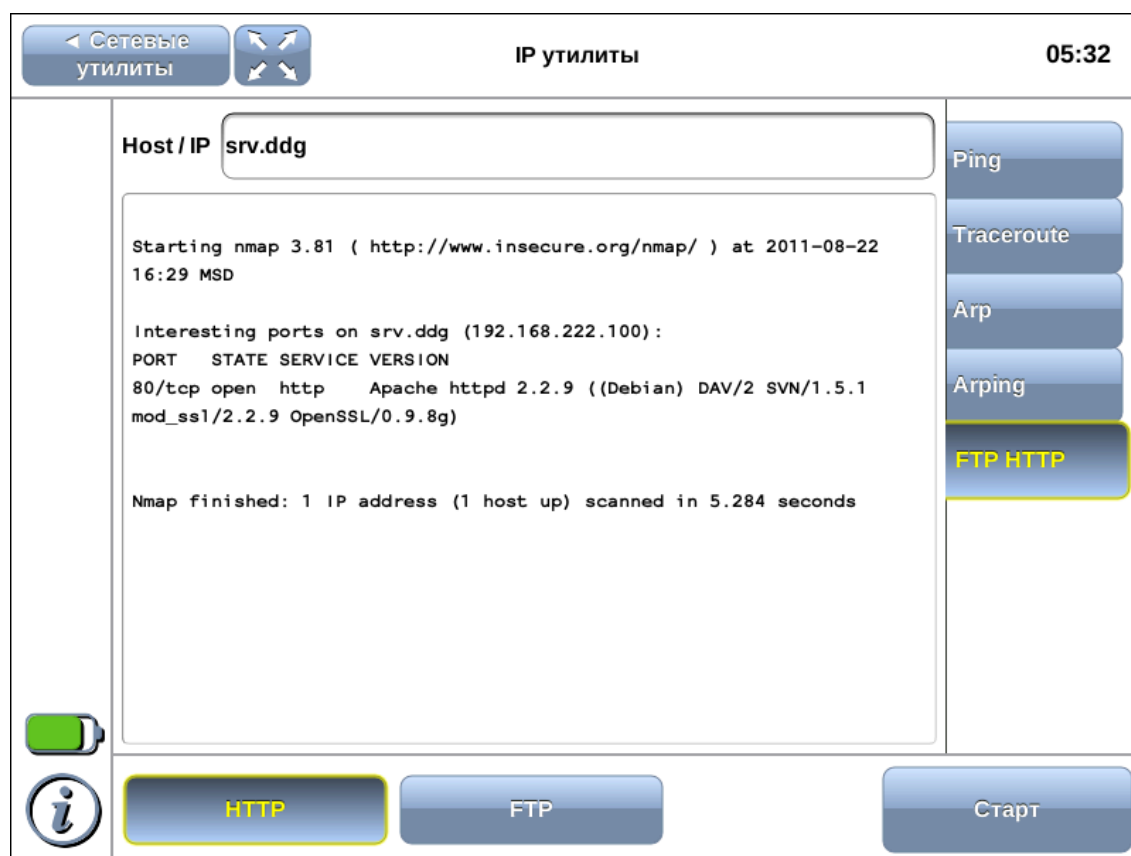 ◄ Сетевые
утилиты
IP утилиты
05:32
Host / IP
srv.ddg
Starting nmap 3.81 ( http://www.insecure.org/nmap/ ) at 2011-08-22
16:29 MSD
Interesting ports on srv.ddg (192.168.222.100):
PORT STATE SERVICE VERSION
80/tcp open http Apache httpd 2.2.9 ((Debian) DAV/2 SVN/1.5.1
mod_ssl/2.2.9 OpenSSL/0.9.8g)
Nmap finished: 1 IP address (1 host up) scanned in 5.284 seconds
Ping
Traceroute
Arp
Arping
FTP HTTP
i
HTTP
FTP
Старт